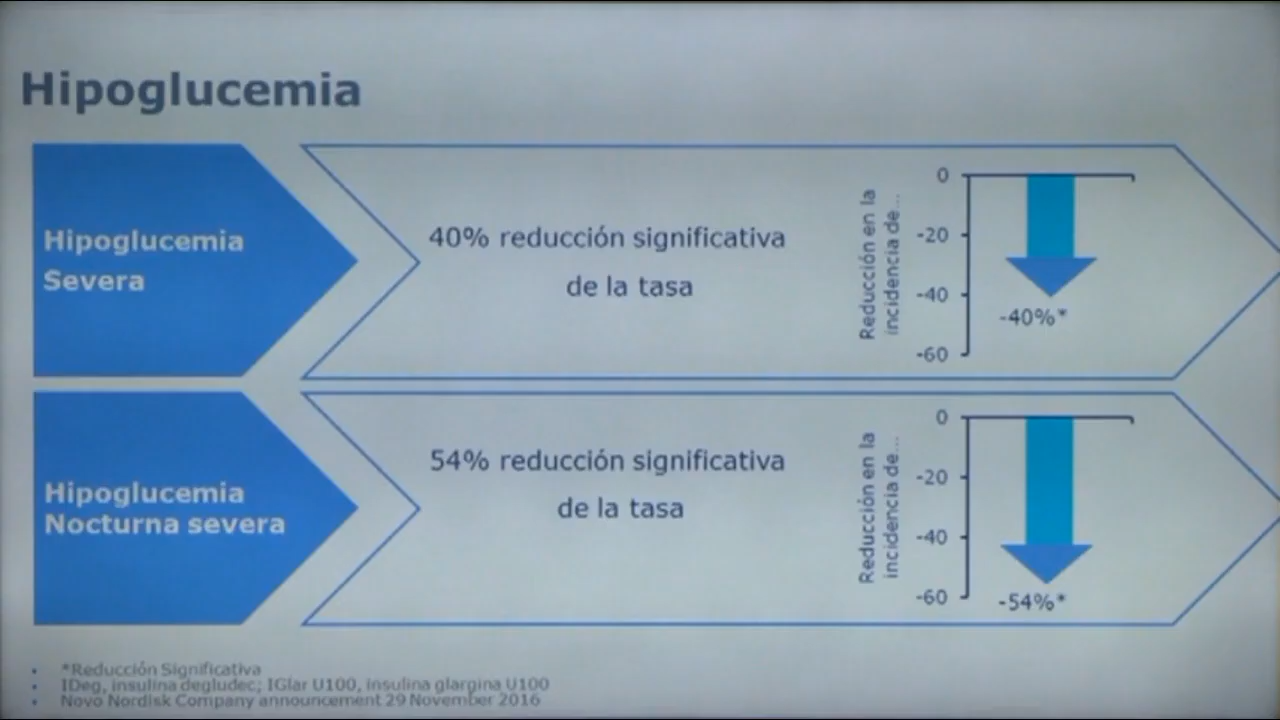 Hipoglucemia
Hipoglucemia
Severa
40% reducción significativa
de la tasa
Reducción en la
incidencia de...
0
-20
-40
-60
-40%*
Hipoglucemia
Nocturna severa
54% reducción significativa
de la tasa
Reducción en la
incidencia de...
0
-20
-40
-60
-54%*
• *Reducción Significativa
• IDeg, insulina degludec; IGlar U100, insulina glargina U100
• Novo Nordisk Company announcement 29 November 2016